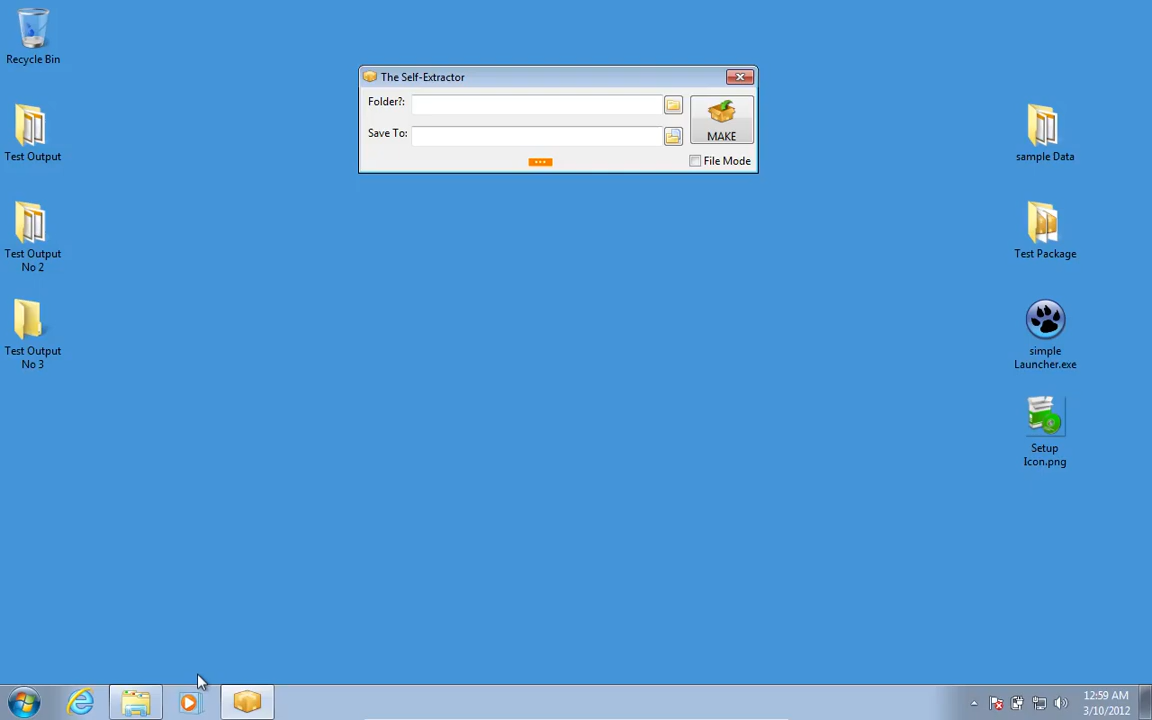 Recycle Bin
Test Output
Test Output
No 2
Test Output
No 3
The Self-Extractor
Folder?:
Save To:
MAKE
File Mode
sample Data
Test Package
simple
Launcher.exe
Setup
Icon.png
12:59 AM
3/10/2012